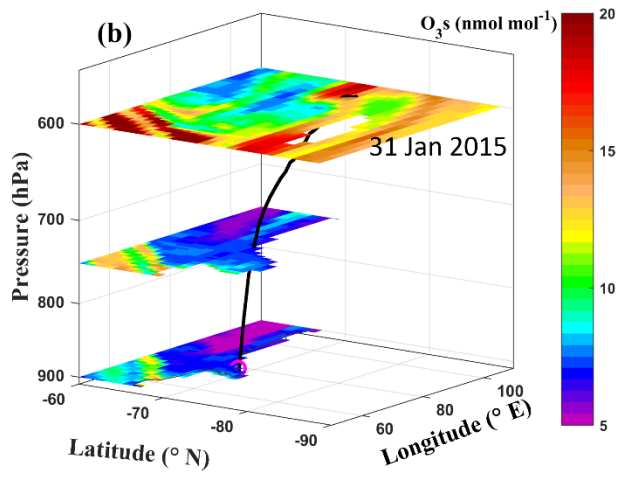 (b)
O₃s (nmol mol⁻¹)
20
15
10
5
31 Jan 2015
Pressure (hPa)
600
700
800
900
-60
-70
-80
-90
Latitude (° N)
60
80
100
Longitude (° E)